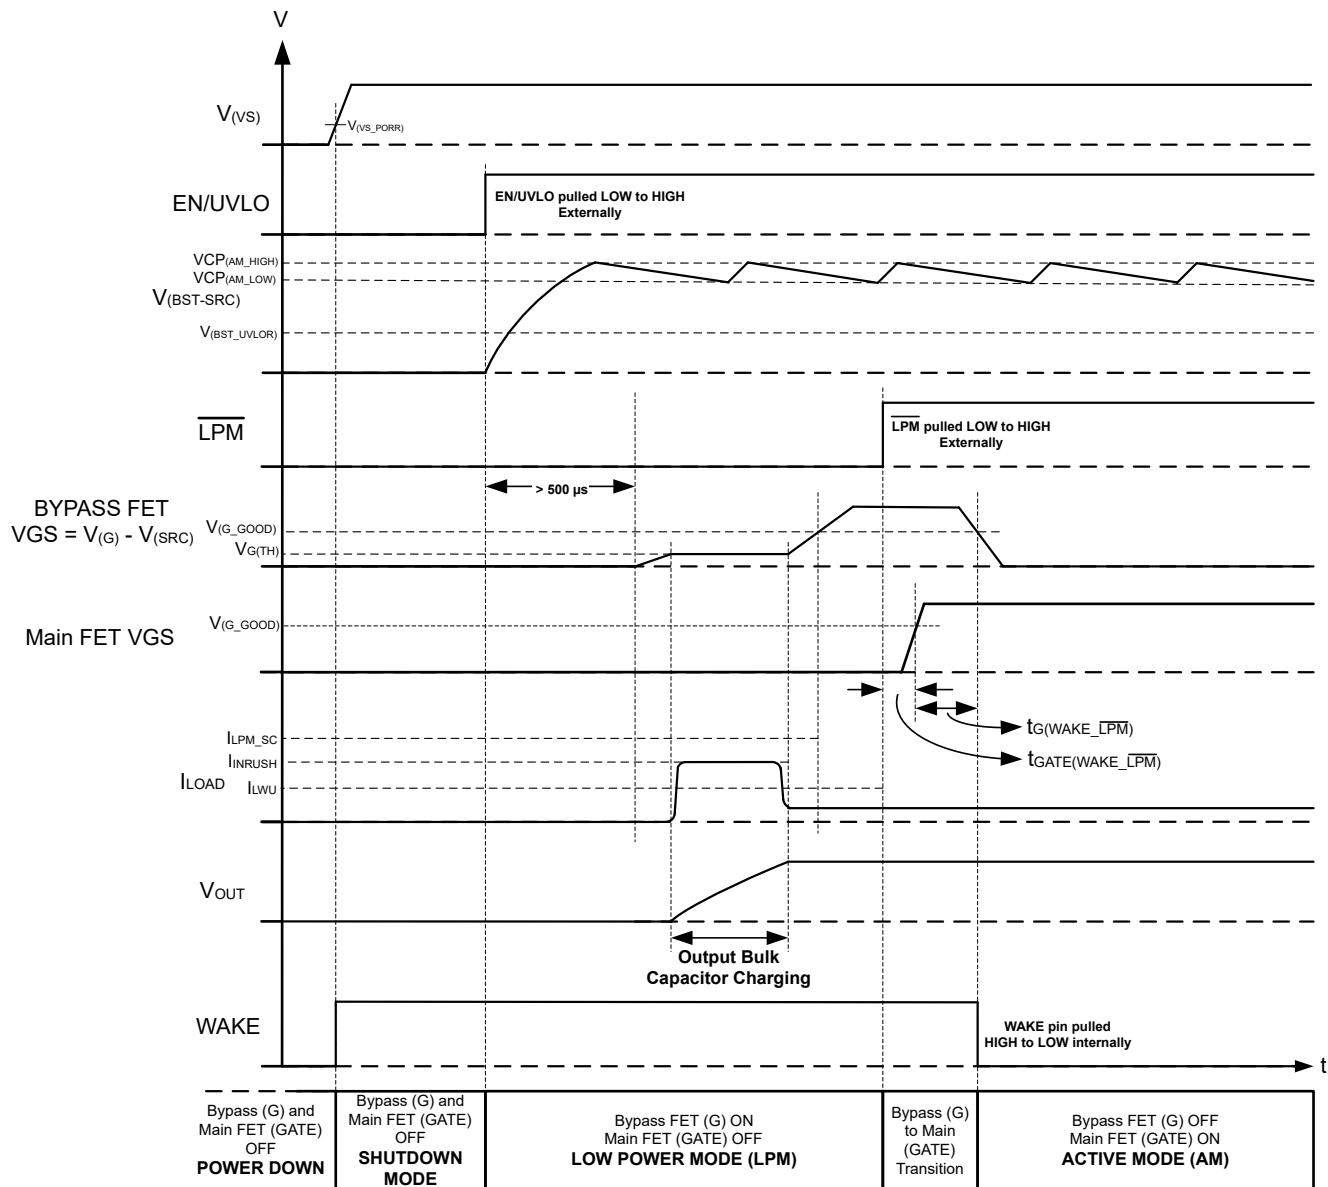 V
V(VS)
V(VS_PORR)
EN/UVLO
EN/UVLO pulled LOW to HIGH
Externally
VCP(AM_HIGH)
VCP(AM_LOW)
V(BST-SRC)
V(BST_UVLOR)
LPM
LPM pulled LOW to HIGH
Externally
> 500 µs
BYPASS FET
VGS = V(G) - V(SRC)
V(G_GOOD)
VG(TH)
Main FET VGS
V(G_GOOD)
tG(WAKE_LPM)
tGATE(WAKE_LPM)
ILPM_SC
IINRUSH
ILOAD
ILWU
VOUT
Output Bulk
Capacitor Charging
WAKE
WAKE pin pulled
HIGH to LOW internally
t
Bypass (G) and
Main FET (GATE)
OFF
POWER DOWN
Bypass (G) and
Main FET (GATE)
OFF
SHUTDOWN
MODE
Bypass FET (G) ON
Main FET (GATE) OFF
LOW POWER MODE (LPM)
Bypass (G)
to Main
(GATE)
Transition
Bypass FET (G) OFF
Main FET (GATE) ON
ACTIVE MODE (AM)